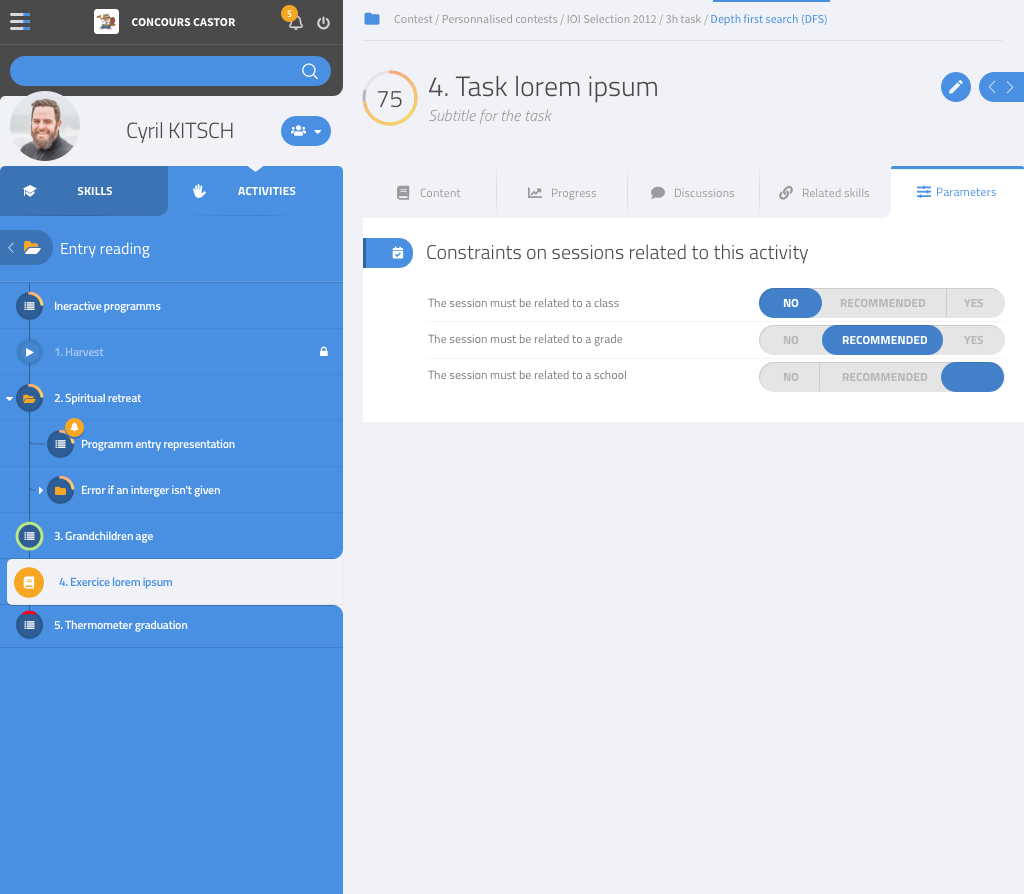 CONCOURS CASTOR
5
Cyril KITSCH
SKILLS
ACTIVITIES
Entry reading
Ineractive programms
1. Harvest
2. Spiritual retreat
Programm entry representation
Error if an interger isn't given
3. Grandchildren age
4. Exercice lorem ipsum
5. Thermometer graduation
Contest / Personnalised contests / IOI Selection 2012 / 3h task / Depth first search (DFS)
75
4. Task lorem ipsum
Subtitle for the task
Content
Progress
Discussions
Related skills
Parameters
Constraints on sessions related to this activity
The session must be related to a class
NO RECOMMENDED YES
The session must be related to a grade
NO RECOMMENDED YES
The session must be related to a school
NO RECOMMENDED